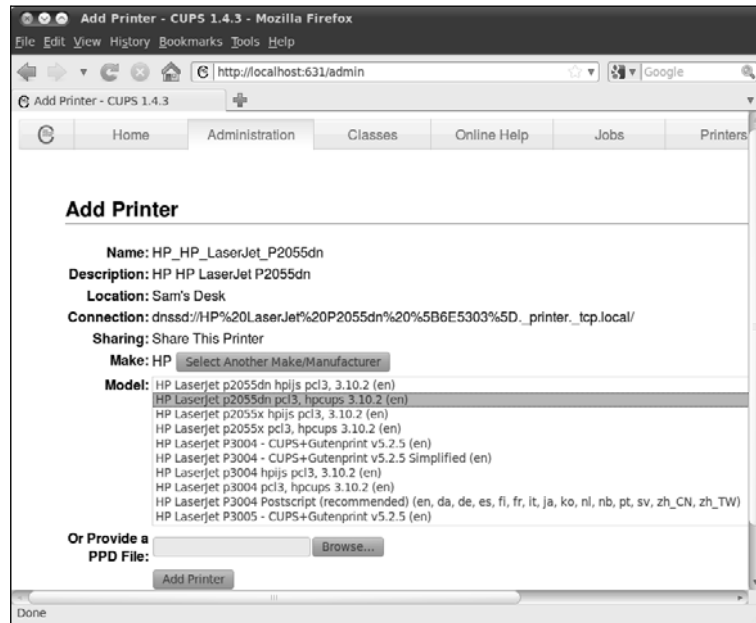 Add Printer - CUPS 1.4.3 - Mozilla Firefox
File Edit View History Bookmarks Tools Help
http://localhost:631/admin
Google
Add Printer - CUPS 1.4.3
Home Administration Classes Online Help Jobs Printers
Add Printer
Name: HP_HP_LaserJet_P2055dn
Description: HP HP LaserJet P2055dn
Location: Sam's Desk
Connection: dnssd://HP%20LaserJet%20P2055dn%20%5B6E5303%5D._printer._tcp.local/
Sharing: Share This Printer
Make: HP Select Another Make/Manufacturer
Model: HP LaserJet p2055dn hpijs pcl3, 3.10.2 (en)
HP LaserJet p2055dn pcl3, hpcups 3.10.2 (en)
HP LaserJet p2055x hpijs pcl3, 3.10.2 (en)
HP LaserJet p2055x pcl3, hpcups 3.10.2 (en)
HP LaserJet P3004 - CUPS+Gutenprint v5.2.5 (en)
HP LaserJet P3004 - CUPS+Gutenprint v5.2.5 Simplified (en)
HP LaserJet p3004 hpijs pcl3, 3.10.2 (en)
HP LaserJet p3004 pcl3, hpcups 3.10.2 (en)
HP LaserJet P3004 Postscript (recommended) (en, da, de, es, fi, fr, it, ja, ko, nl, nb, pt, sv, zh_CN, zh_TW)
HP LaserJet P3005 - CUPS+Gutenprint v5.2.5 (en)
Or Provide a PPD File: Browse...
Add Printer
Done